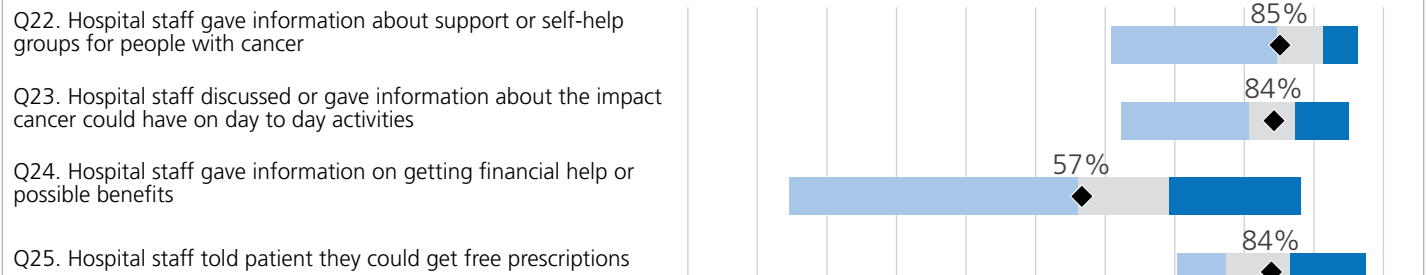 Q22. Hospital staff gave information about support or self-help
groups for people with cancer
85%
Q23. Hospital staff discussed or gave information about the impact
cancer could have on day to day activities
84%
Q24. Hospital staff gave information on getting financial help or
possible benefits
57%
Q25. Hospital staff told patient they could get free prescriptions
84%